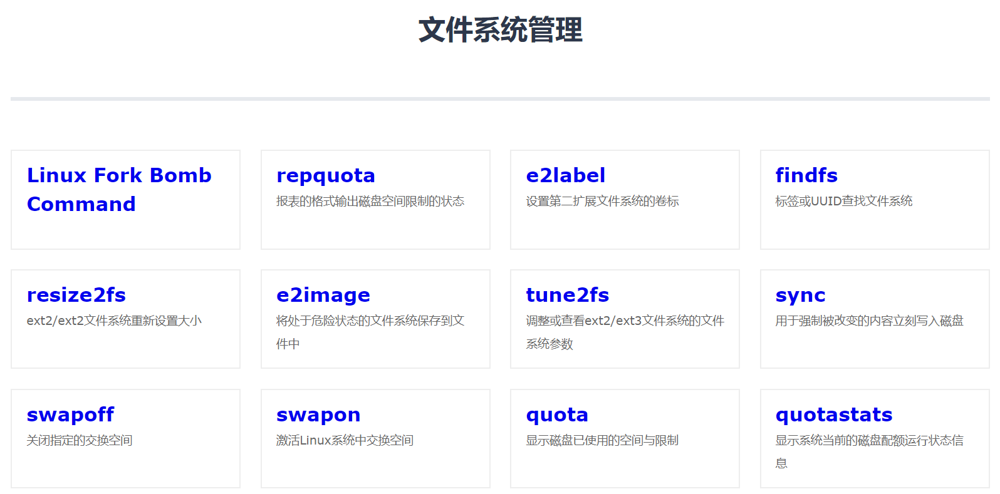 文件系统管理
Linux Fork Bomb
Command
repquota
报表的格式输出磁盘空间限制的状态
e2label
设置第二扩展文件系统的卷标
findfs
标签或UUID查找文件系统
resize2fs
ext2/ext2文件系统重新设置大小
e2image
将处于危险状态的文件系统保存到文
件中
tune2fs
调整或查看ext2/ext3文件系统的文件
系统参数
sync
用于强制被改变的内容立刻写入磁盘
swapoff
关闭指定的交换空间
swapon
激活Linux系统中交换空间
quota
显示磁盘已使用的空间与限制
quotastats
显示系统当前的磁盘配额运行状态信
息